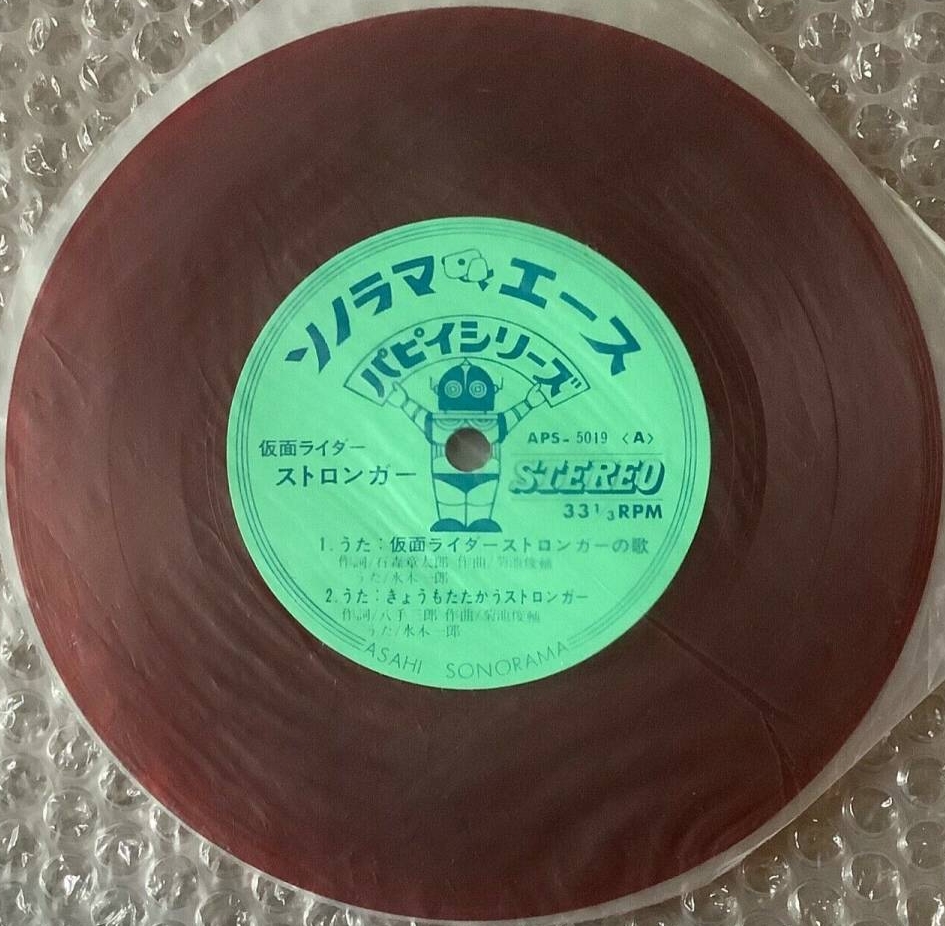 ソノラマエース
パピイシリーズ
仮面ライダー
ストロンガー
APS-5019 〈A〉
STEREO
33 1/3 RPM
1.うた:仮面ライダーストロンガーの歌
作詞/石森章太郎 作曲/菊池俊輔
うた/水木一郎
2.うた:きょうもたたかうストロンガー
作詞/八手三郎 作曲/菊池俊輔
うた/水木一郎
ASAHI SONORAMA